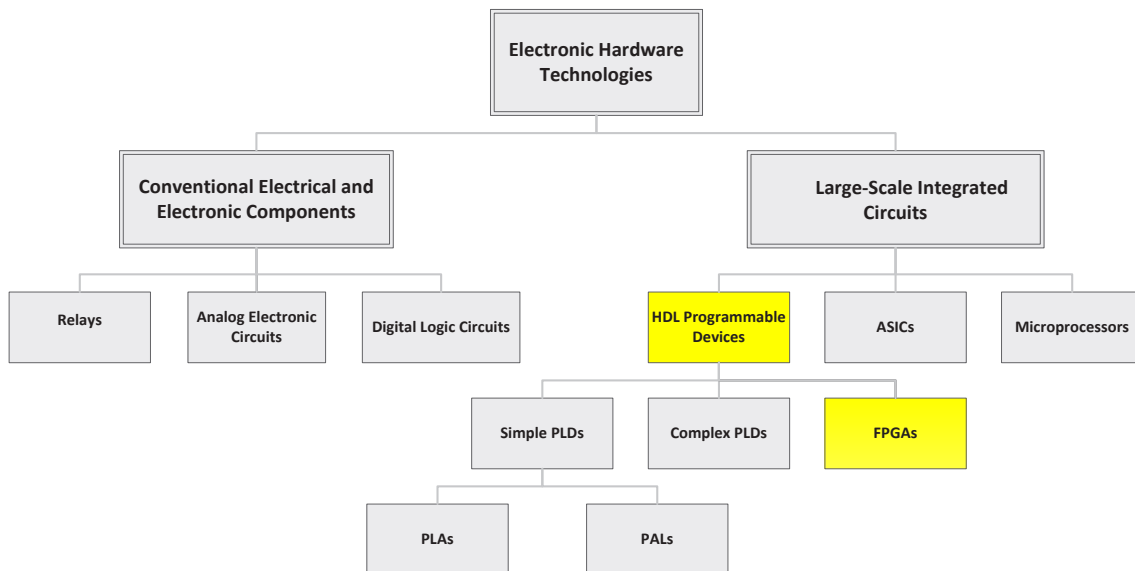 Electronic Hardware
Technologies
Conventional Electrical and
Electronic Components
Large-Scale Integrated
Circuits
Relays
Analog Electronic
Circuits
Digital Logic Circuits
HDL Programmable
Devices
ASICs
Microprocessors
Simple PLDs
Complex PLDs
FPGAs
PLAs
PALs